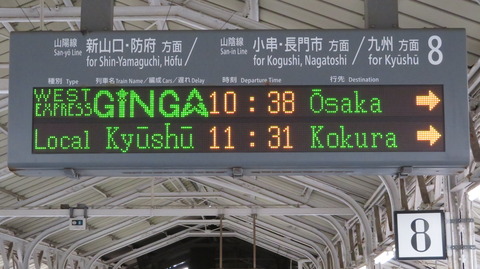 山陽線 新山口・防府 方面 山陰線 小串・長門市 方面 九州 方面 8
San-yō Line for Shin-Yamaguchi, Hōfu San-in Line for Kogushi, Nagatoshi for Kyūshū
種別 Type 列車名 Train Name/編成 Cars/遅れ Delay 時刻 Departure Time 行先 Destination
WEST EXPRESS GINGA 10:38 Ōsaka →
Local Kyūshū 11:31 Kokura →
8